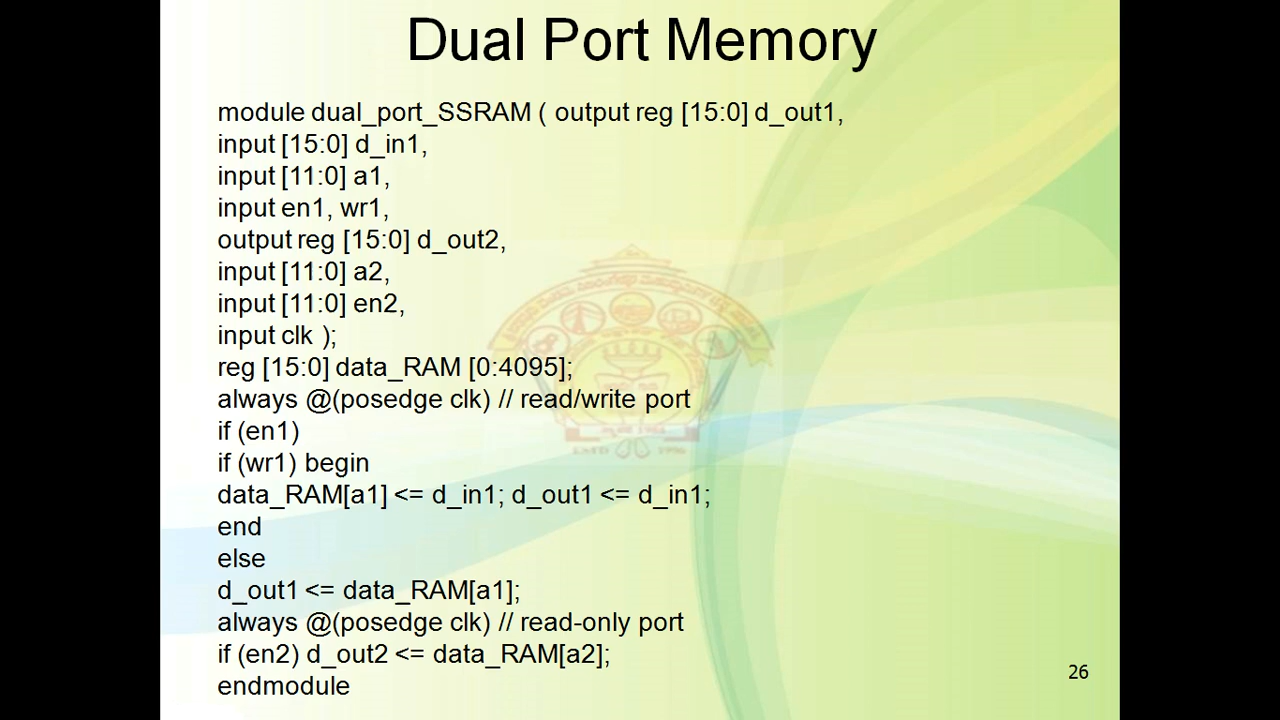 Dual Port Memory
module dual_port_SSRAM ( output reg [15:0] d_out1,
input [15:0] d_in1,
input [11:0] a1,
input en1, wr1,
output reg [15:0] d_out2,
input [11:0] a2,
input [11:0] en2,
input clk );
reg [15:0] data_RAM [0:4095];
always @(posedge clk) // read/write port
if (en1)
if (wr1) begin
data_RAM[a1] <= d_in1; d_out1 <= d_in1;
end
else
d_out1 <= data_RAM[a1];
always @(posedge clk) // read-only port
if (en2) d_out2 <= data_RAM[a2];
endmodule
26